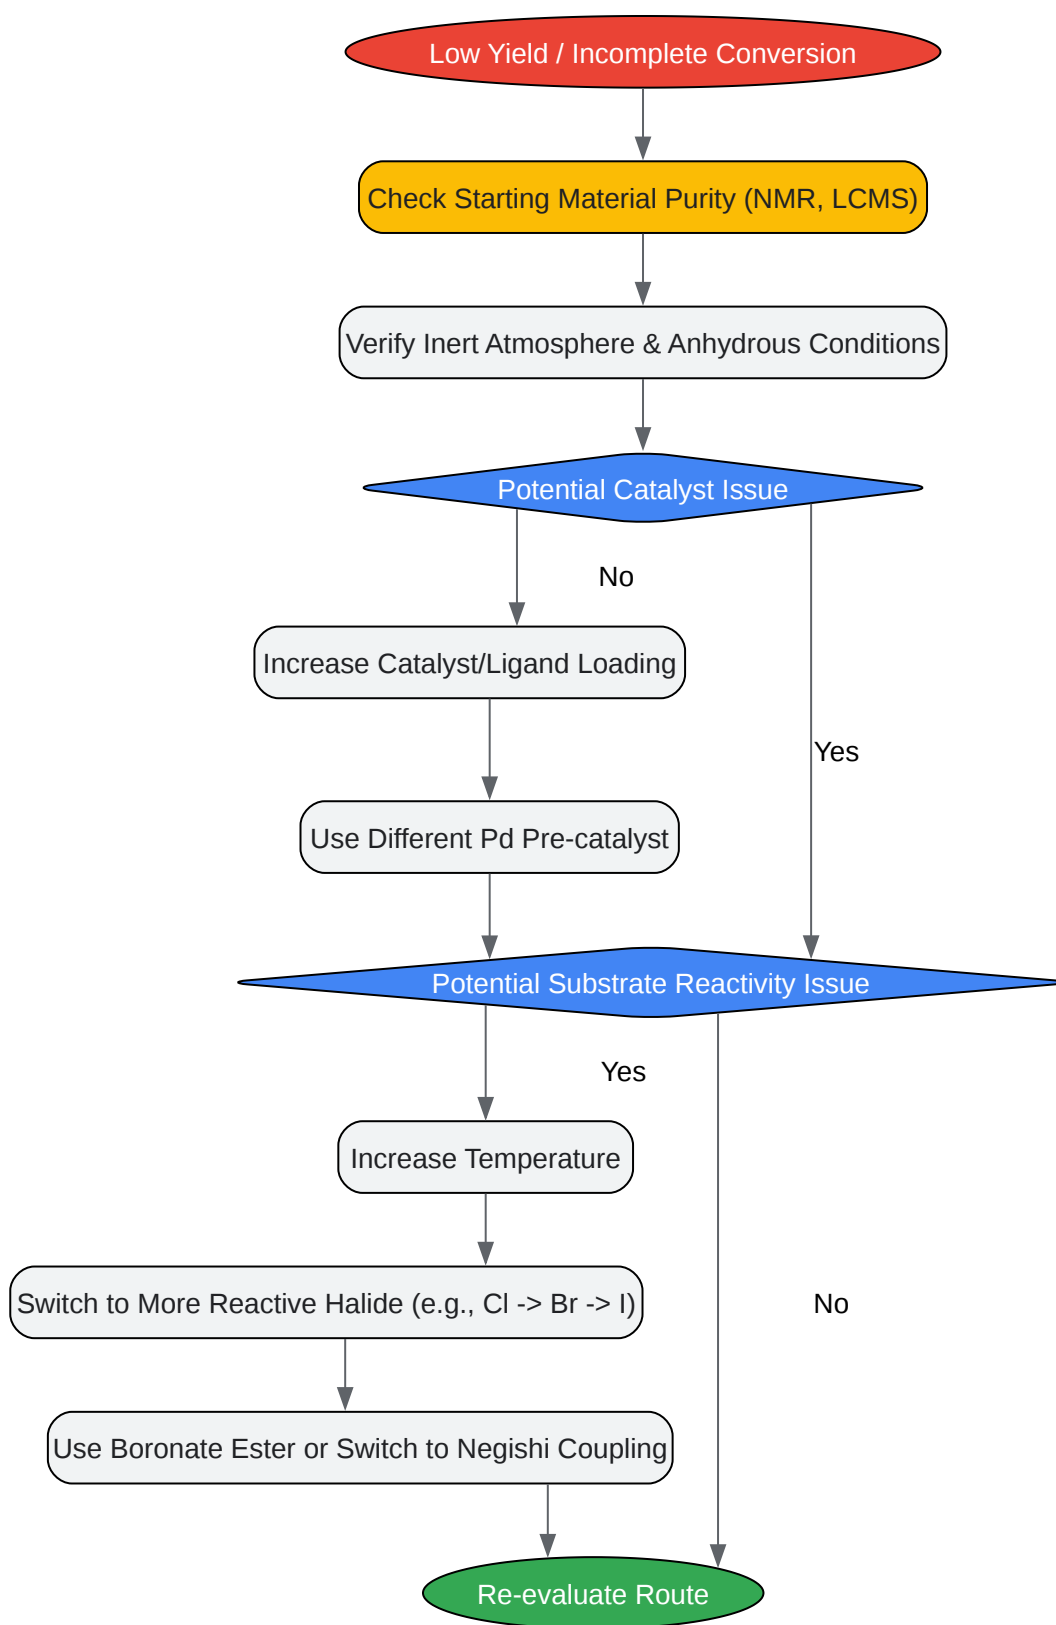 Low Yield / Incomplete Conversion
Check Starting Material Purity (NMR, LCMS)
Verify Inert Atmosphere & Anhydrous Conditions
Potential Catalyst Issue
No
Increase Catalyst/Ligand Loading
Yes
Use Different Pd Pre-catalyst
Potential Substrate Reactivity Issue
Yes
Increase Temperature
Switch to More Reactive Halide (e.g., Cl -> Br -> I)
No
Use Boronate Ester or Switch to Negishi Coupling
Re-evaluate Route